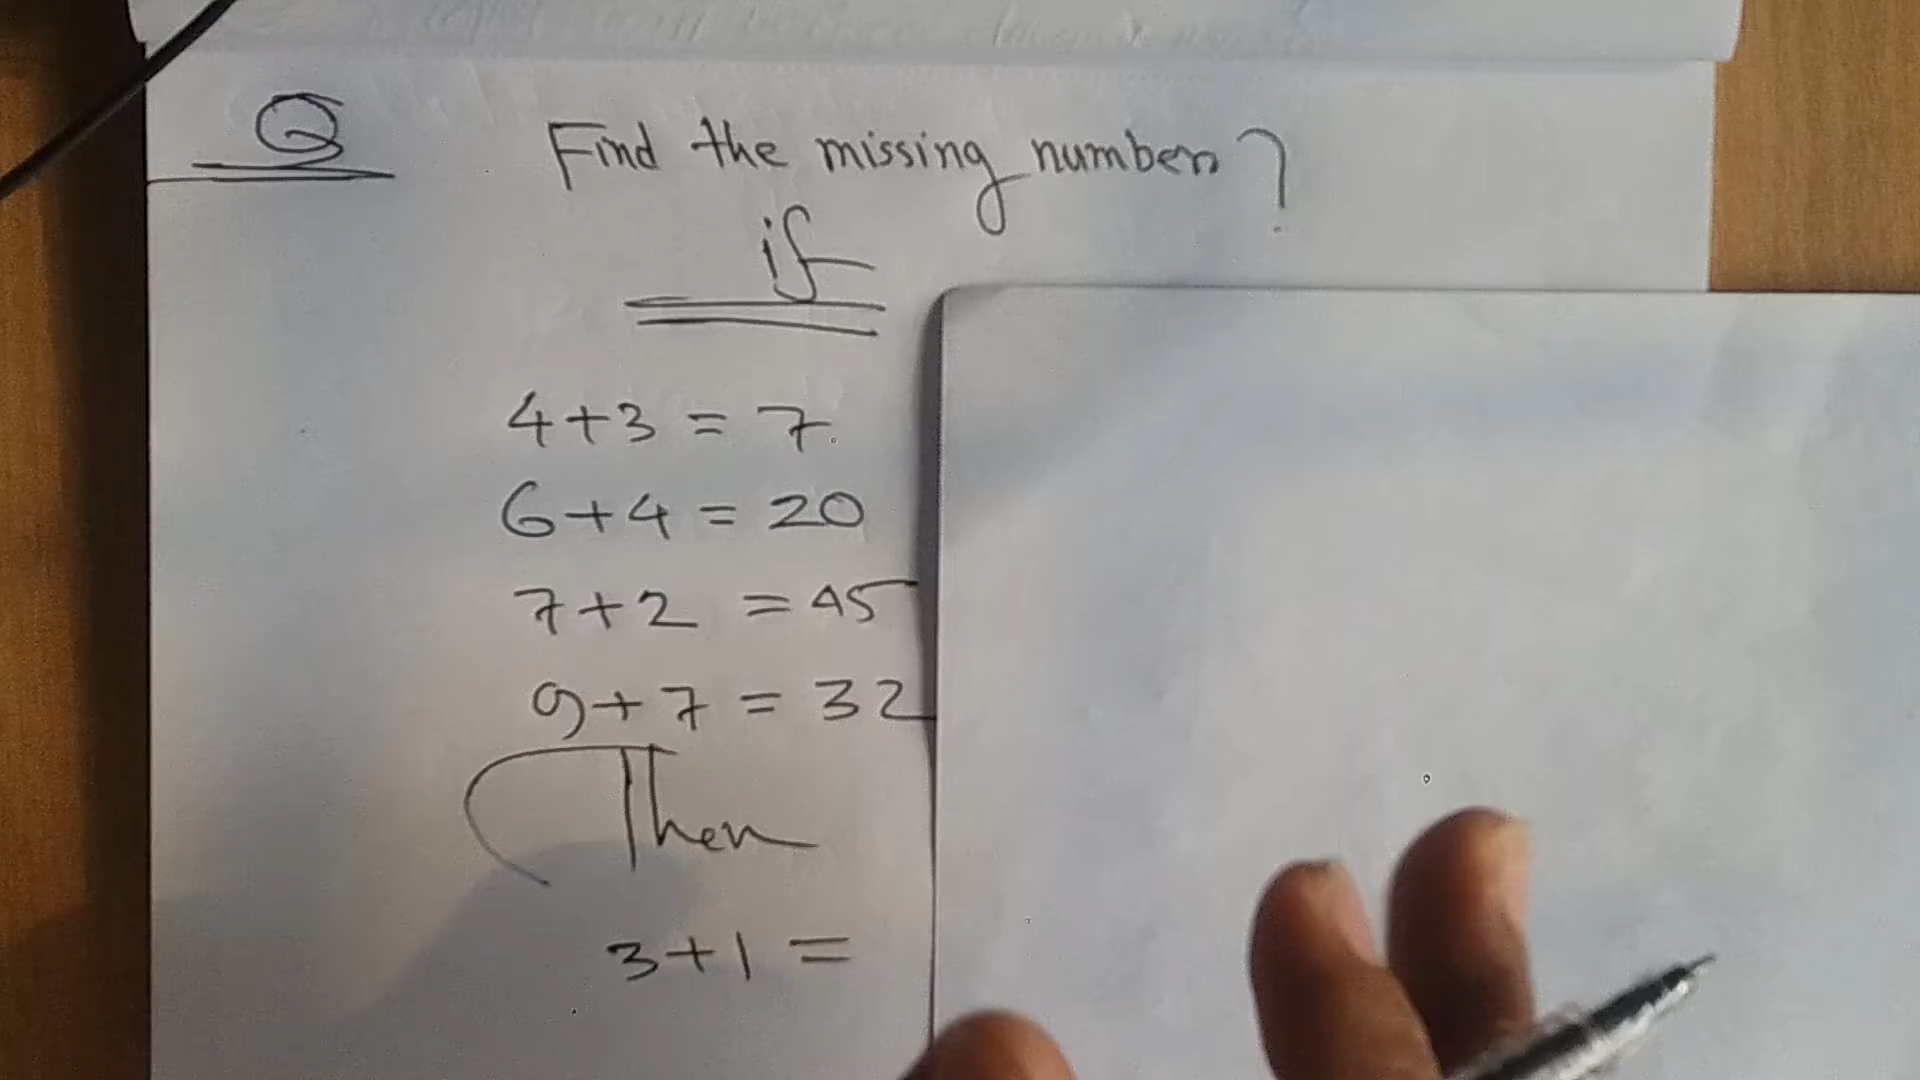 Q Find the missing number?
if
4+3 = 7
6+4 = 20
7+2 = 45
9+7 = 32
Then
3+1 =